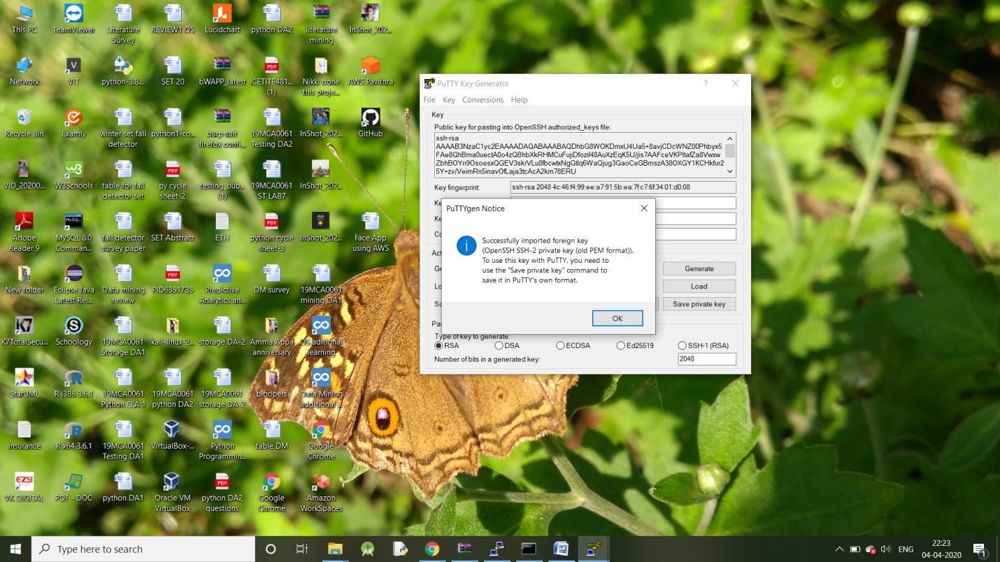 This PC
TeamViewer
Literature
Survey
REVIEW1 OS
Lucidchart
python DA2
literature
mining
InShot_202...
Network
VIT
python-3.8....
SET 20
bWAPP_latest
ICETITE481...
(1)
Nikki done
this proje...
AWS Pavithra
Recycle Bin
Examly
winter set fall
detector
python1-co...
burp suit
firefox confi...
19MCA0061
Testing DA2
InShot_202...
GitHub
VID_20200...
W3Schools
table for fall
detector set
py cycle
sheet-2
testing_bub...
(1)
19MCA0061
ST LAB7
InShot_202...
Adobe
Reader 9
MySQL 8.0
Comman...
fall detector
survey paper
SET Abstract
ETH
python cycle
sheet-3
InShot_202...
Face App
using AWS
New folder
Eclipse Java
Latest Rel...
Data mining
review
PID6351735
Predictive
Analytics an...
DM survey
19MCA0061
mining DA1
K7TotalSecu...
Schoology
19MCA0061
Storage DA1
kali-linux-2...
storage DA-2
Amma Appa
anniversary
OS aditional
learning
StarUML
R i386 3.6.1
19MCA0061
Python ELA 1
19MCA0061
python DA2
19MCA0061
storage DA-2
bloopers
Data Mining
additional ...
insurance
R x64 3.6.1
19MCA0061
Testing DA1
VirtualBox-...
Python
Programmin...
table DM
Google
Chrome
VK DIGITAL
PDF - DOC
python DA1
Oracle VM
VirtualBox
python DA2
questions
Google
Chrome
Amazon
WorkSpaces
PuTTY Key Generator
File Key Conversions Help
Key
Public key for pasting into OpenSSH authorized_keys file:
ssh-rsa
Key fingerprint:
ssh-rsa 2048 4c:46:f4:99:ee:a7:91:5b:ea:7f:c7:6f:34:01:d0:08
PuTTYgen Notice
Successfully imported foreign key
(OpenSSH SSH-2 private key (old PEM format)).
To use this key with PuTTY, you need to
use the "Save private key" command to
save it in PuTTY's own format.
OK
Generate
Load
Save private key
Type of key to generate:
RSA DSA ECDSA Ed25519 SSH-1 (RSA)
Number of bits in a generated key:
2048
Type here to search
ENG
22:23
04-04-2020
1